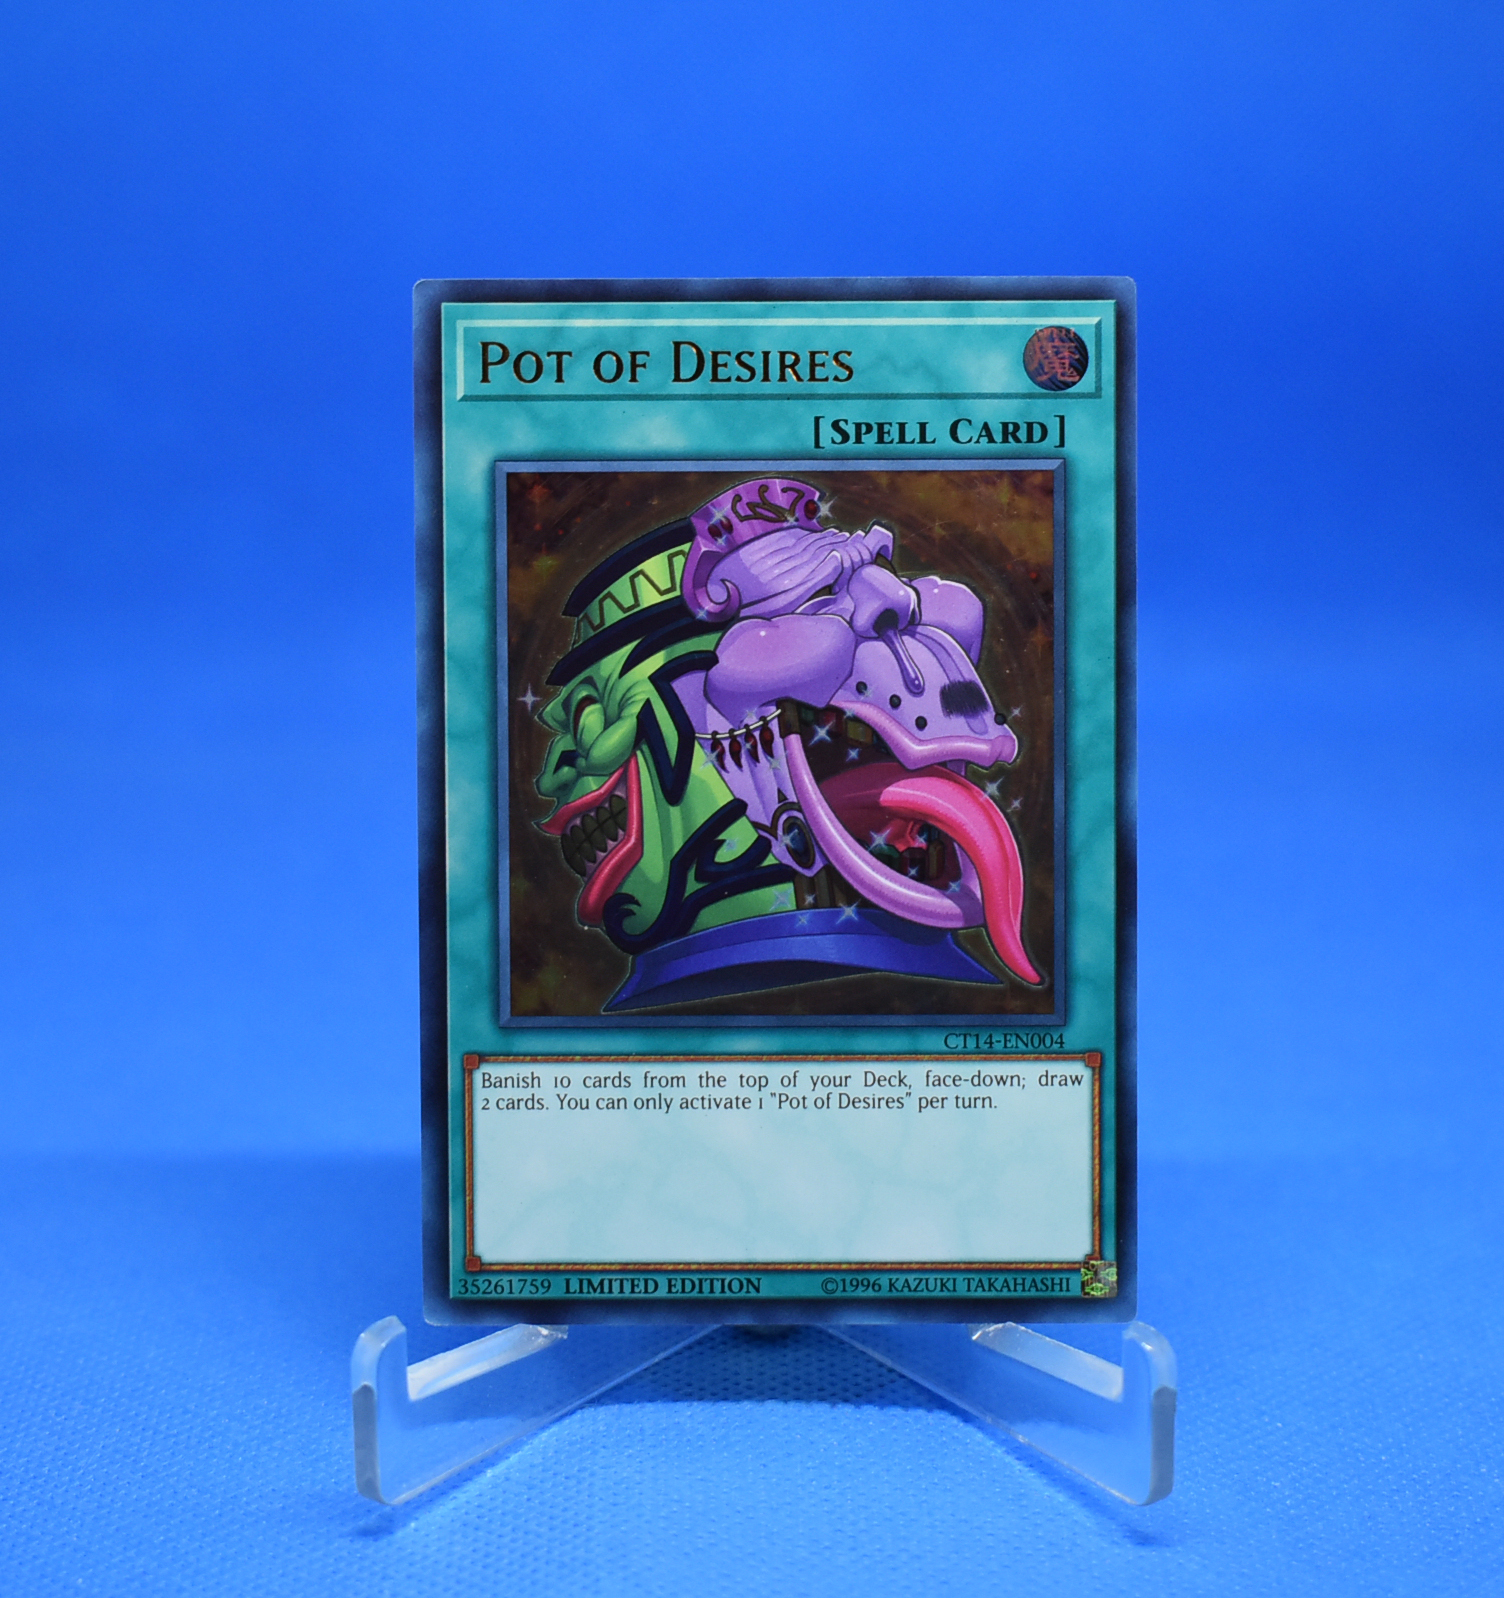 Pot of Desires
魔
[Spell Card]
CT14-EN004
Banish 10 cards from the top of your Deck, face-down; draw
2 cards. You can only activate 1 "Pot of Desires" per turn.
35261759 LIMITED EDITION ©1996 KAZUKI TAKAHASHI